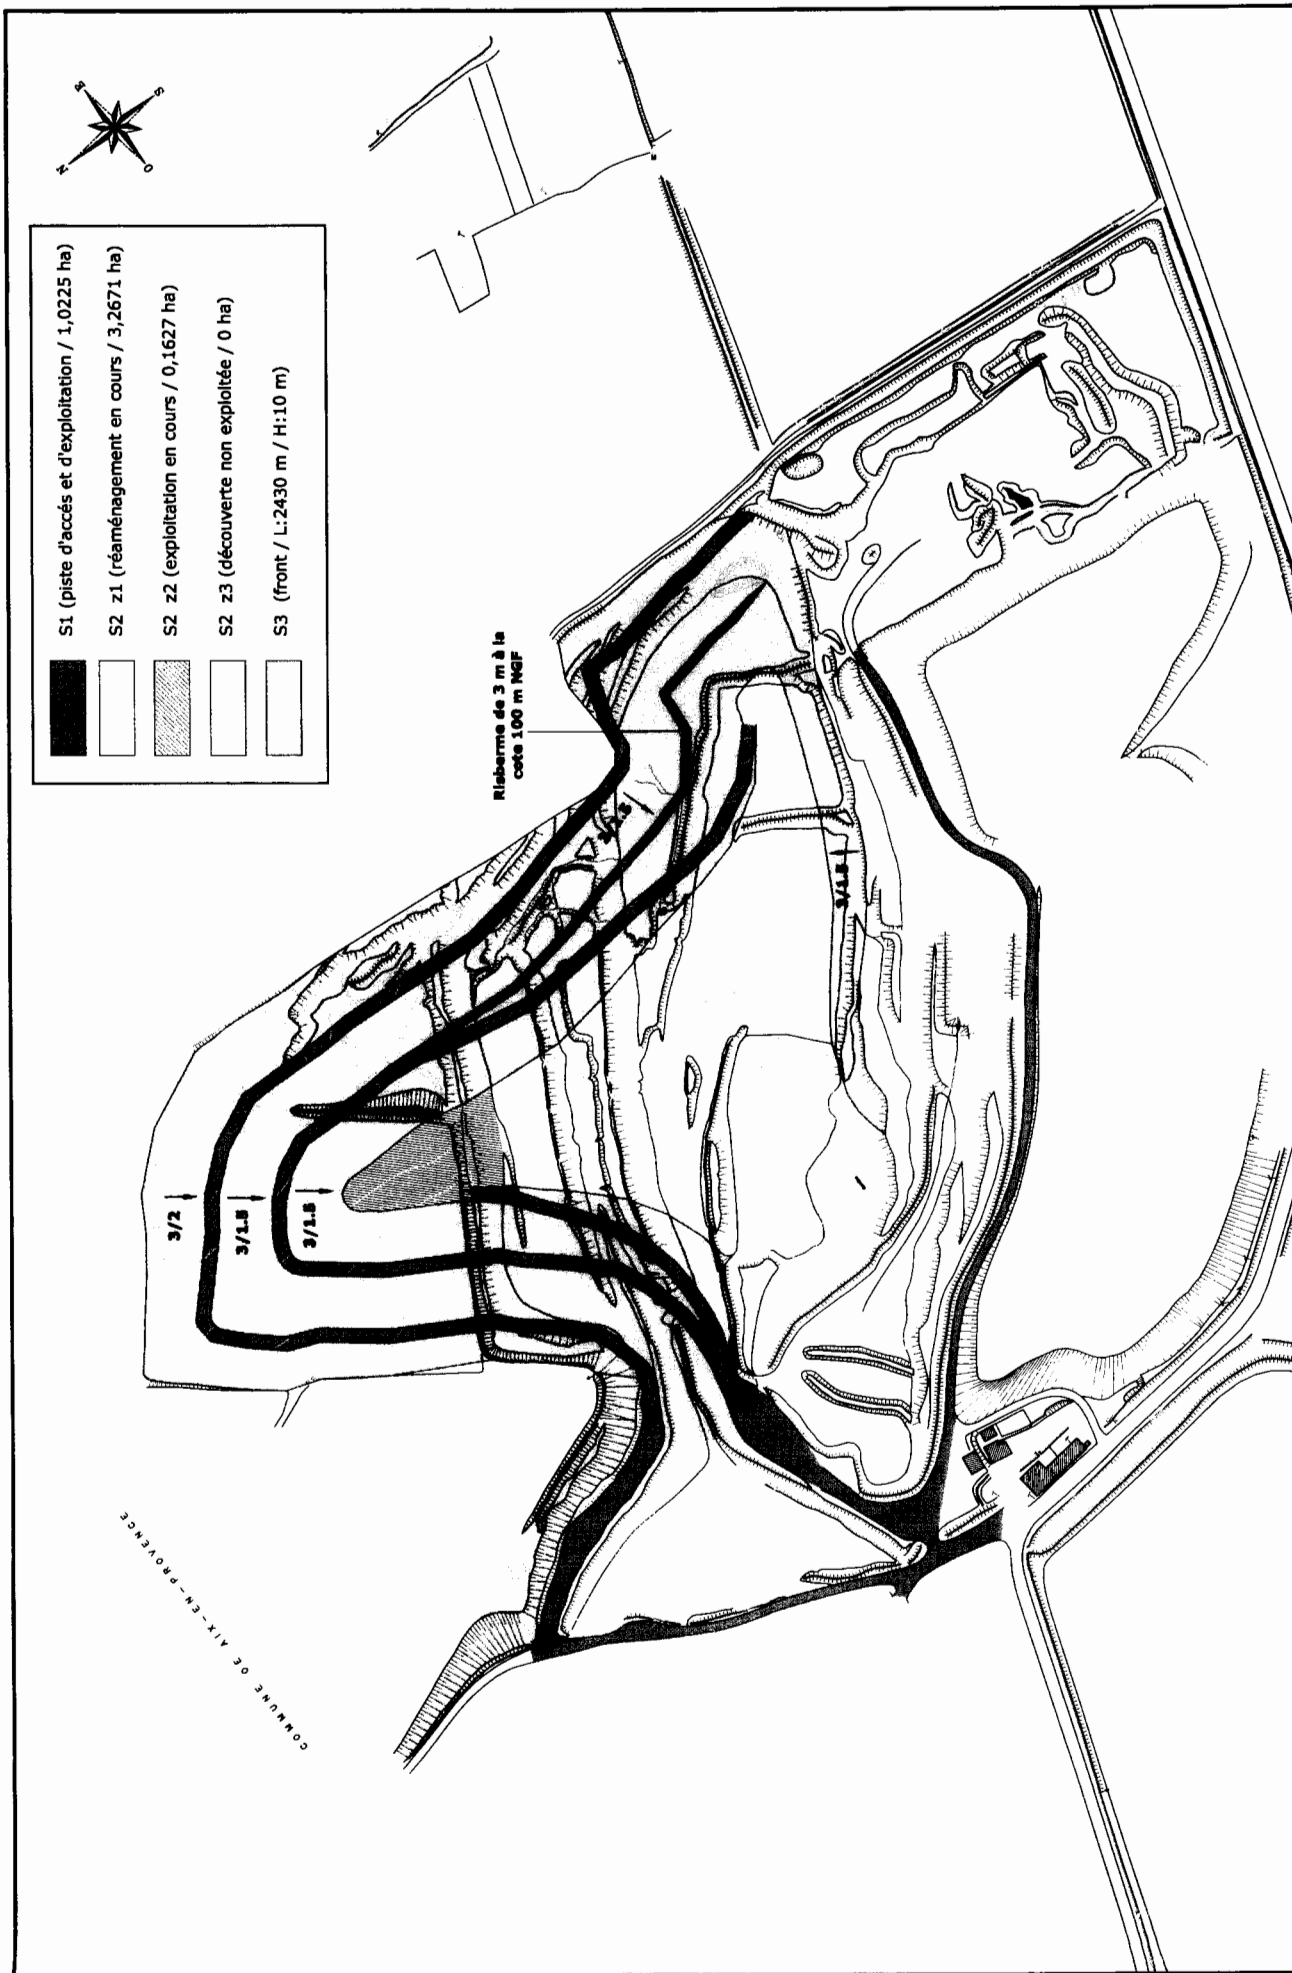 N
E
S
O
S1 (piste d'accés et d'exploitation / 1,0225 ha)
S2 z1 (réaménagement en cours / 3,2671 ha)
S2 z2 (exploitation en cours / 0,1627 ha)
S2 z3 (découverte non exploitée / 0 ha)
S3 (front / L:2430 m / H:10 m)
Risberme de 3 m à la
cote 100 m NGF
3/2
3/1.5
3/1.5
3/1.5
COMMUNE DE AIX-EN-PROVENCE